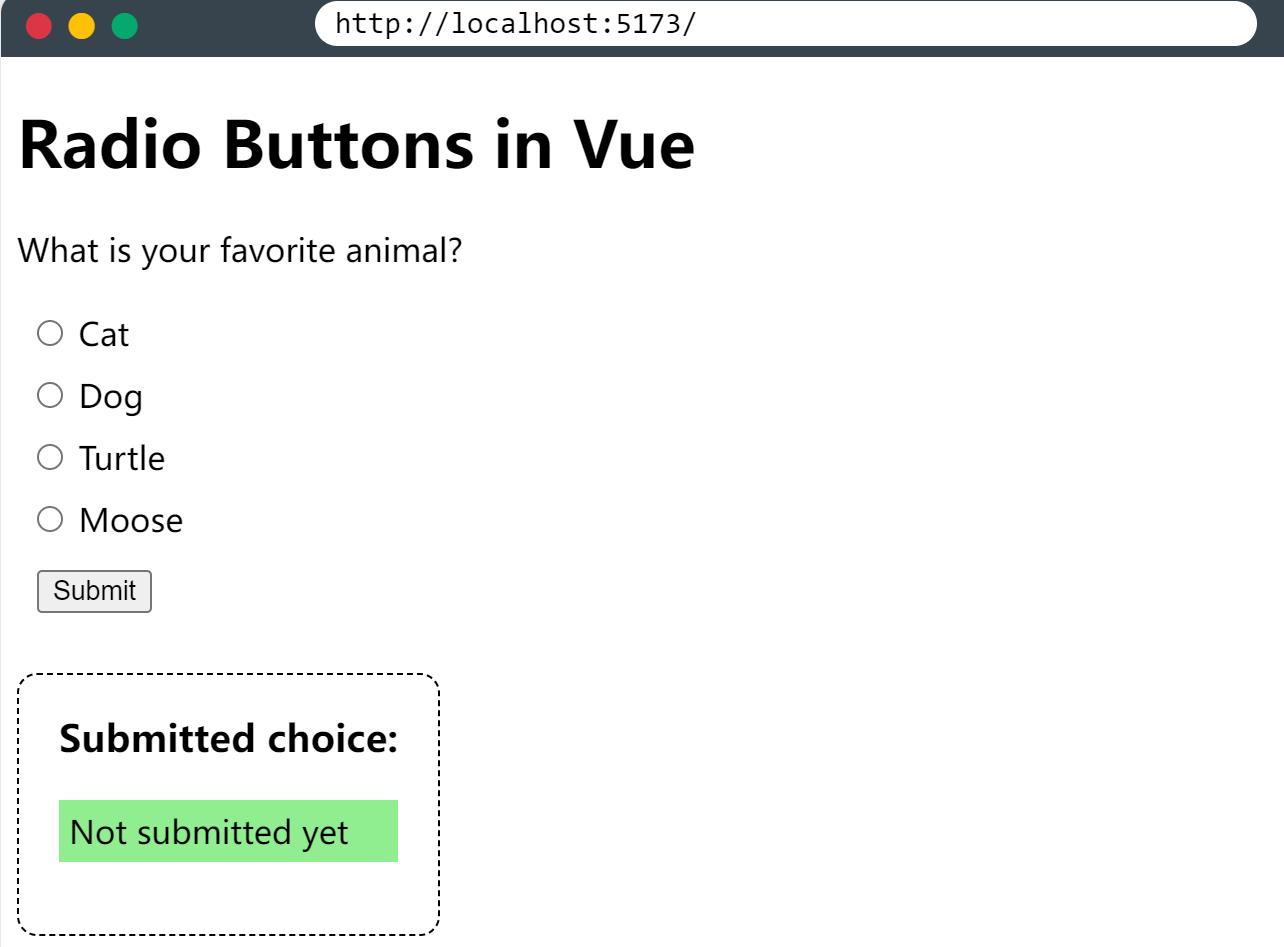 http://localhost:5173/
Radio Buttons in Vue
What is your favorite animal?
Cat
Dog
Turtle
Moose
Submit
Submitted choice:
Not submitted yet